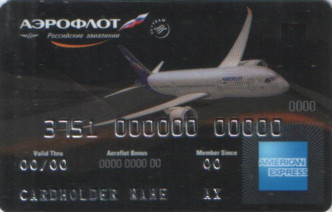 АЭРОФЛОТ
Российские авиалинии
0000
3751 000000 00000
Valid Thru Aeroflot Bonus Member Since
00/00 0000 0000 00 00
CARDHOLDER NAME AX
AMERICAN EXPRESS